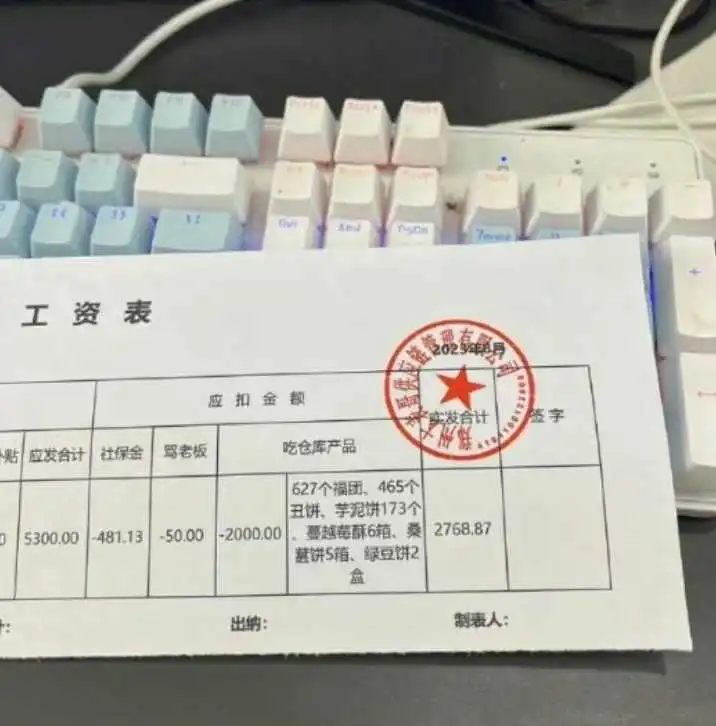 工资表
2023年8月
应扣金额
实发合计
签字
补贴
应发合计
社保金
骂老板
吃仓库产品
0
5300.00
-481.13
-50.00
-2000.00
627个福团、465个
丑饼、芋泥饼173个
、蔓越莓酥6箱、桑
葚饼5箱、绿豆饼2
盒
2768.87
出纳：
制表人：